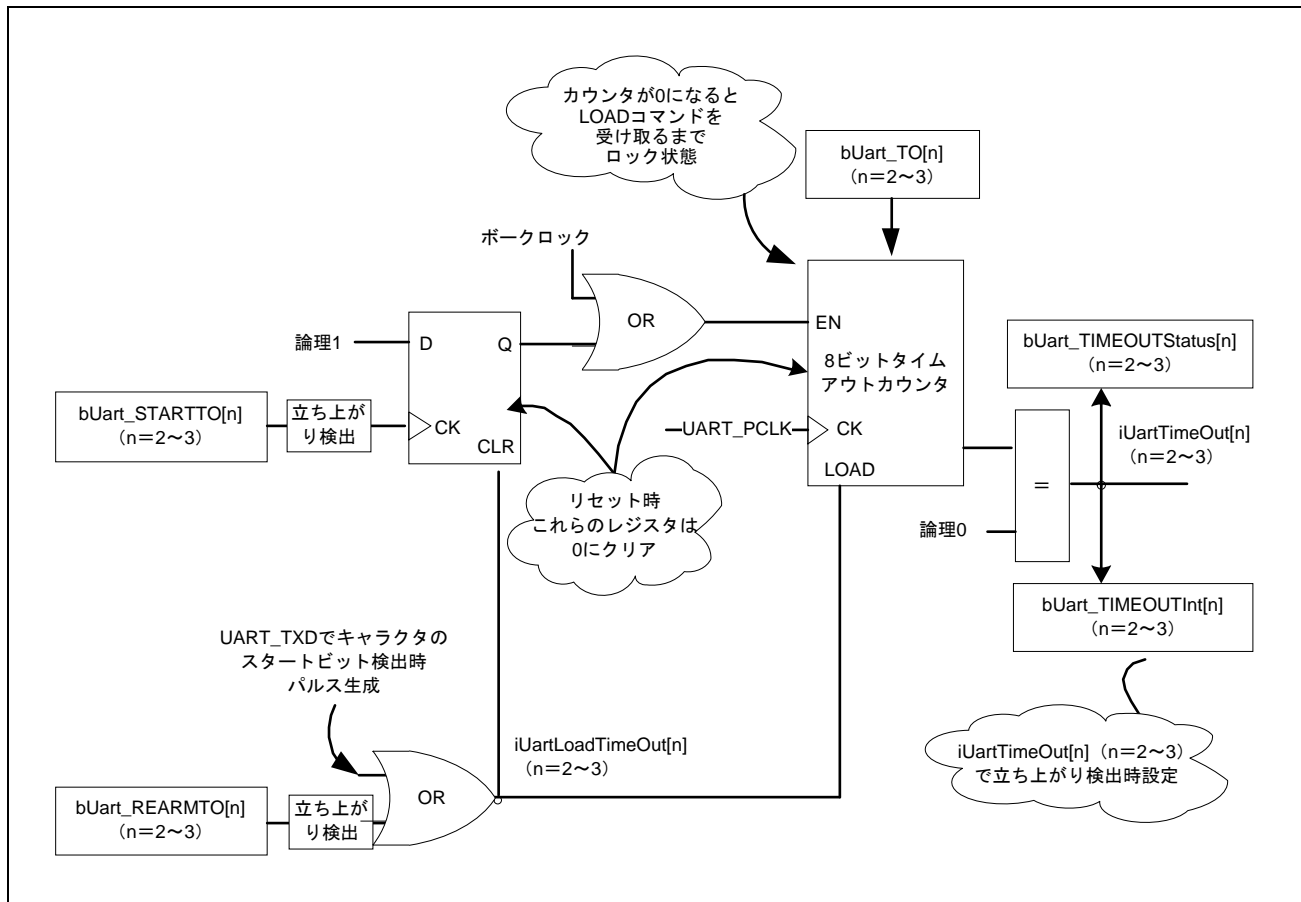 カウンタが0になると
LOADコマンドを
受け取るまで
ロック状態
bUart_TO[n]
（n＝2～3）
ボークロック
OR
論理1
D
Q
CK
CLR
EN
8ビットタイム
アウトカウンタ
UART_PCLK
CK
LOAD
bUart_STARTTO[n]
（n＝2～3）
立ち上が
り検出
リセット時
これらのレジスタは
0にクリア
bUart_TIMEOUTStatus[n]
（n＝2～3）
iUartTimeOut[n]
（n＝2～3）
＝
論理0
bUart_TIMEOUTInt[n]
（n＝2～3）
UART_TXDでキャラクタの
スタートビット検出時
パルス生成
iUartLoadTimeOut[n]
（n＝2～3）
OR
bUart_REARMTO[n]
（n＝2～3）
立ち上が
り検出
iUartTimeOut[n]（n＝2～3）
で立ち上がり検出時設定